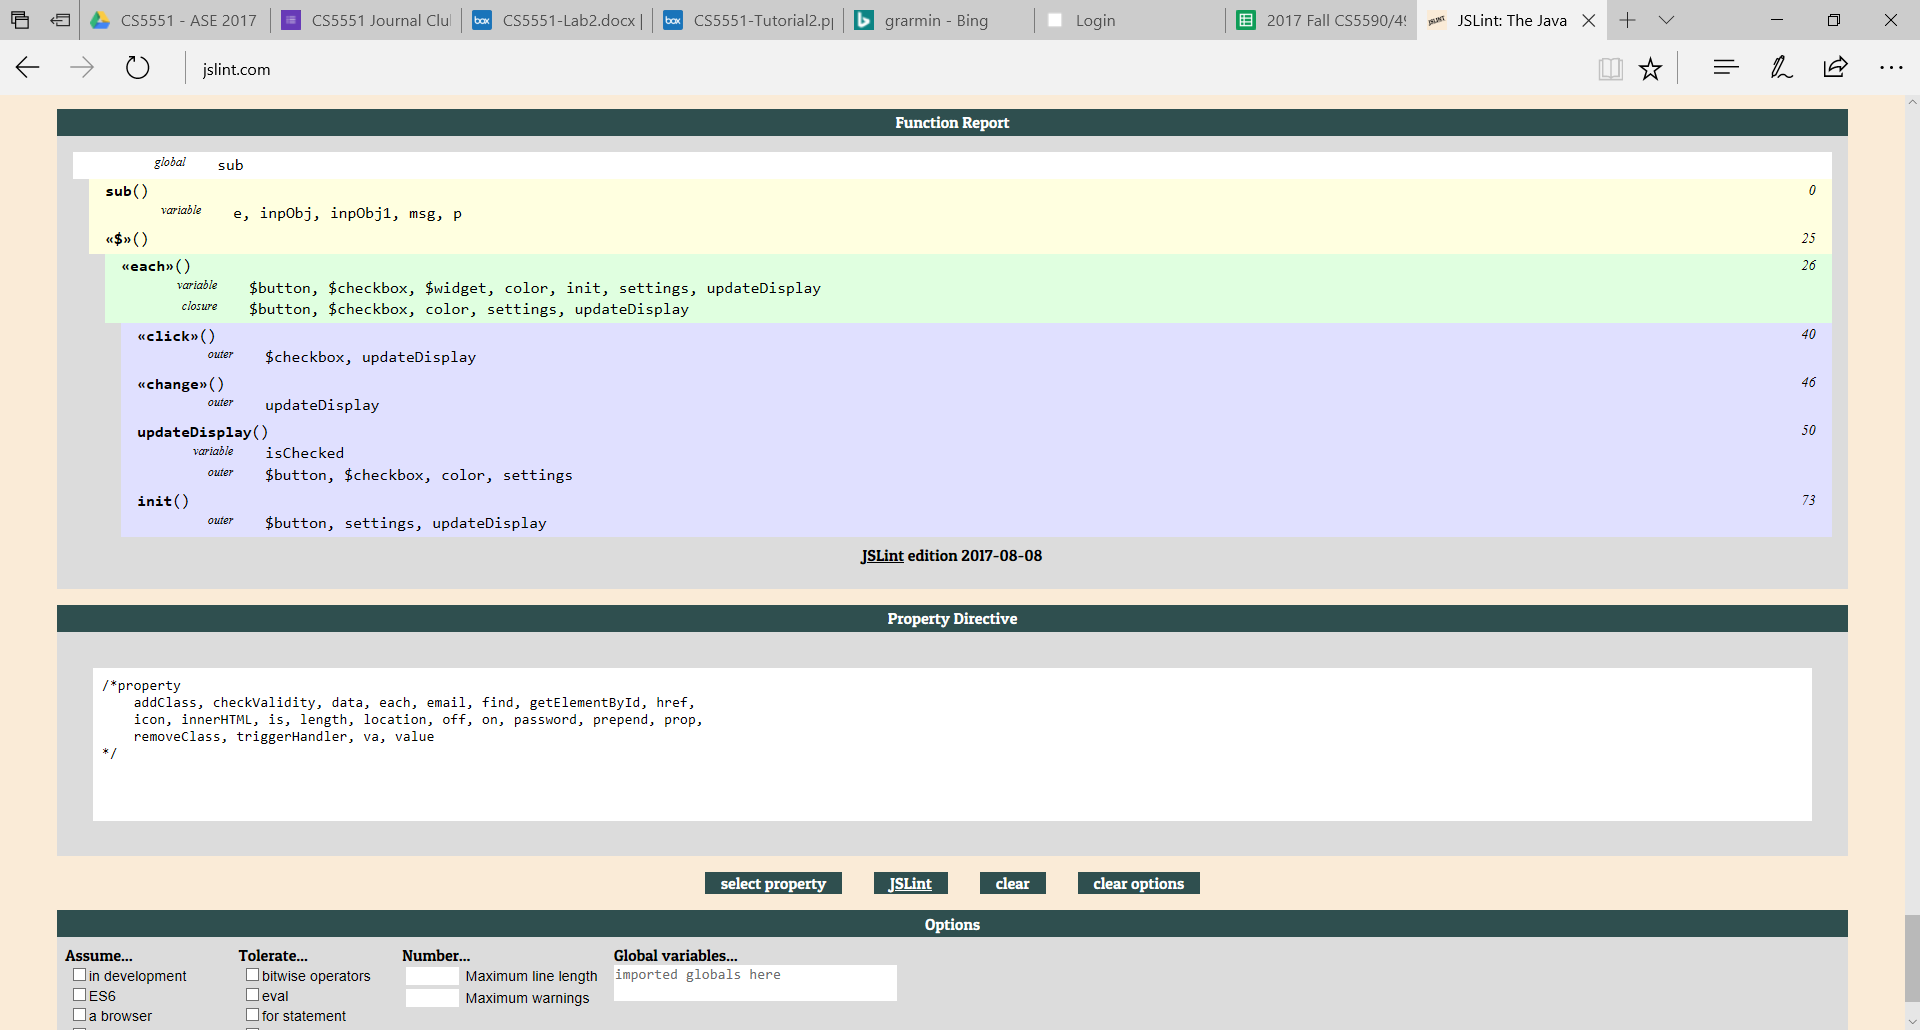 CS5551 - ASE 2017
CS5551 Journal Clu
CS5551-Lab2.docx |
CS5551-Tutorial2.p
grarmin - Bing
Login
2017 Fall CS5590/49
JSLint: The Java
jslint.com
Function Report
global sub
sub() 0
variable e, inpObj, inpObj1, msg, p
«$»() 25
«each»() 26
variable $button, $checkbox, $widget, color, init, settings, updateDisplay
closure $button, $checkbox, color, settings, updateDisplay
«click»() 40
outer $checkbox, updateDisplay
«change»() 46
outer updateDisplay
updateDisplay() 50
variable isChecked
outer $button, $checkbox, color, settings
init() 73
outer $button, settings, updateDisplay
JSLint edition 2017-08-08
Property Directive
/*property
addClass, checkValidity, data, each, email, find, getElementById, href,
icon, innerHTML, is, length, location, off, on, password, prepend, prop,
removeClass, triggerHandler, va, value
*/
select property JSLint clear clear options
Options
Assume... Tolerate... Number... Global variables...
in development bitwise operators Maximum line length imported globals here
ES6 eval Maximum warnings
a browser for statement